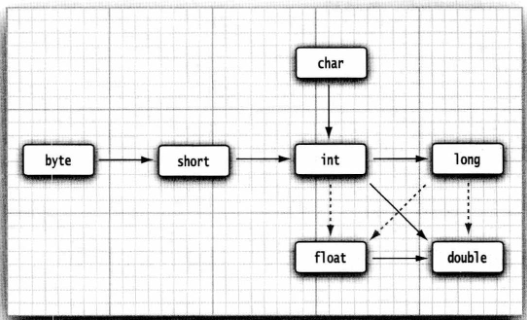 char
byte short int long
float double